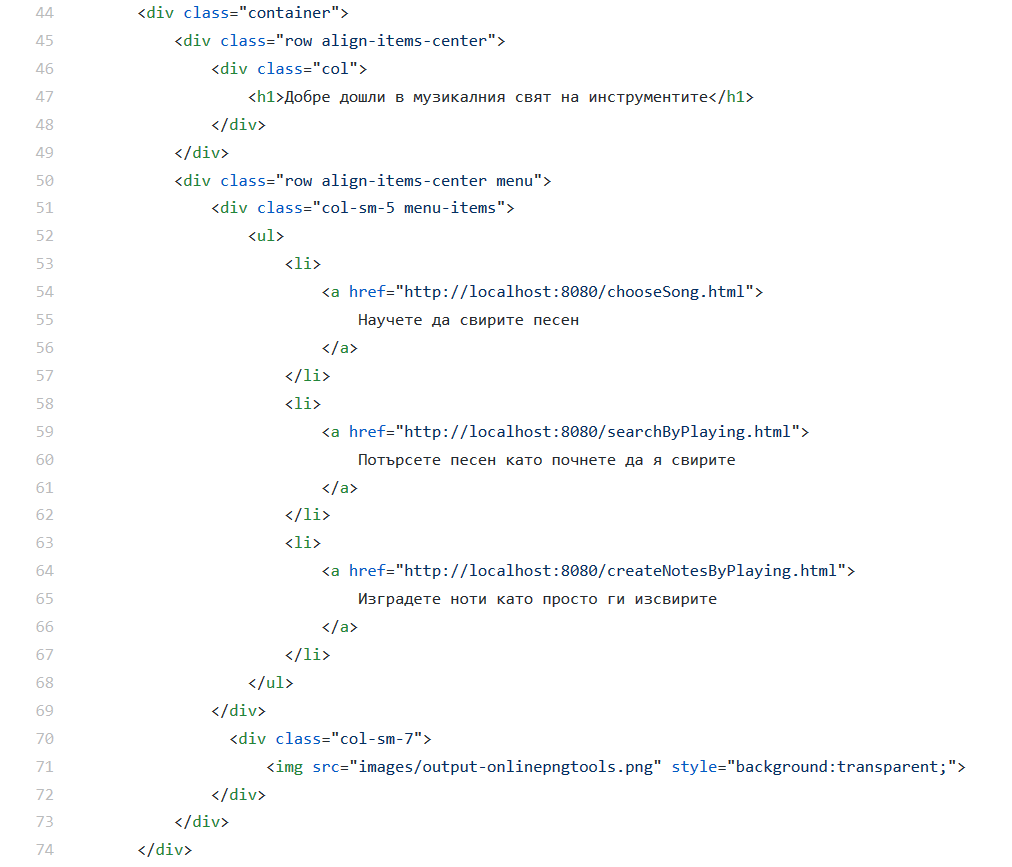 44 <div class="container">
45 <div class="row align-items-center">
46 <div class="col">
47 <h1>Добре дошли в музикалния свят на инструментите</h1>
48 </div>
49 </div>
50 <div class="row align-items-center menu">
51 <div class="col-sm-5 menu-items">
52 <ul>
53 <li>
54 <a href="http://localhost:8080/chooseSong.html">
55 Научете да свирите песен
56 </a>
57 </li>
58 <li>
59 <a href="http://localhost:8080/searchByPlaying.html">
60 Потърсете песен като почнете да я свирите
61 </a>
62 </li>
63 <li>
64 <a href="http://localhost:8080/createNotesByPlaying.html">
65 Изградете ноти като просто ги изсвирите
66 </a>
67 </li>
68 </ul>
69 </div>
70 <div class="col-sm-7">
71 <img src="images/output-onlinepngtools.png" style="background:transparent;">
72 </div>
73 </div>
74 </div>